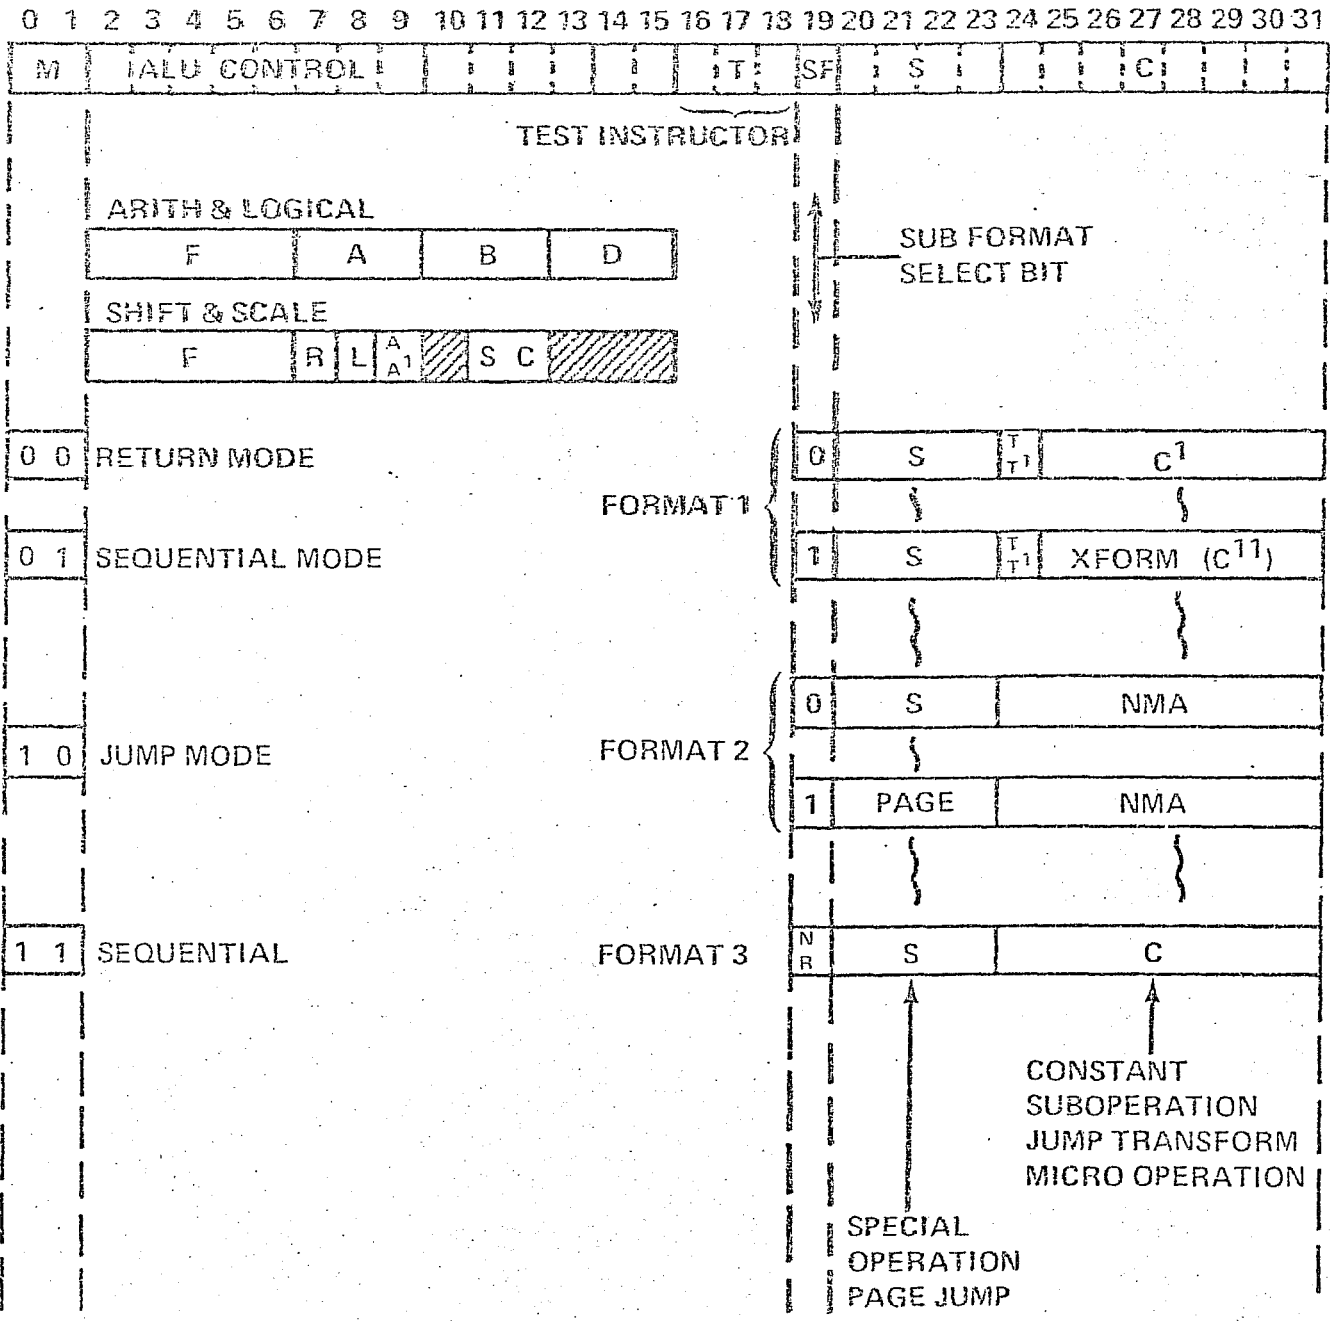 0 1 2 3 4 5 6 7 8 9 10 11 12 13 14 15 16 17 18 19 20 21 22 23 24 25 26 27 28 29 30 31
M ALU CONTROL T SF S C
TEST INSTRUCTOR
ARITH & LOGICAL
F A B D
SUB FORMAT
SELECT BIT
SHIFT & SCALE
F R L A A1 S C
0 0 RETURN MODE
0 S T T1 C1
FORMAT 1
0 1 SEQUENTIAL MODE
1 S T T1 XFORM (C11)
0 S NMA
1 0 JUMP MODE
FORMAT 2
1 PAGE NMA
1 1 SEQUENTIAL
FORMAT 3
N R S C
CONSTANT
SUBOPERATION
JUMP TRANSFORM
MICRO OPERATION
SPECIAL
OPERATION
PAGE JUMP